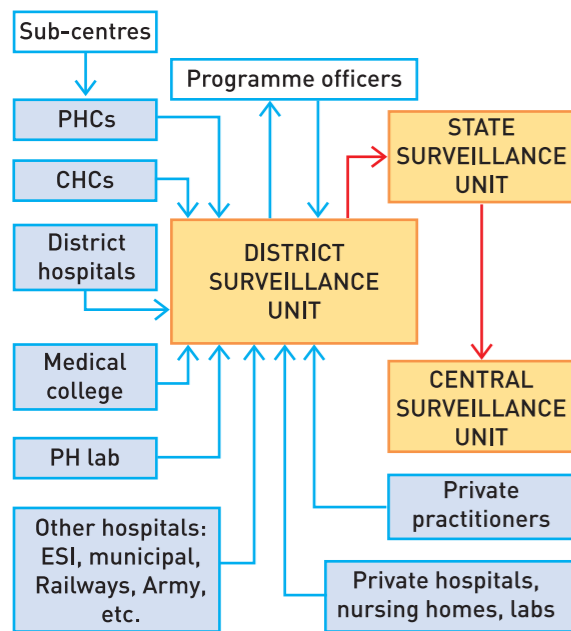 Sub-centres
Programme officers
PHCs
STATE
SURVEILLANCE
UNIT
CHCs
District
hospitals
DISTRICT
SURVEILLANCE
UNIT
Medical
college
CENTRAL
SURVEILLANCE
UNIT
PH lab
Private
practitioners
Other hospitals:
ESI, municipal,
Railways, Army,
etc.
Private hospitals,
nursing homes, labs